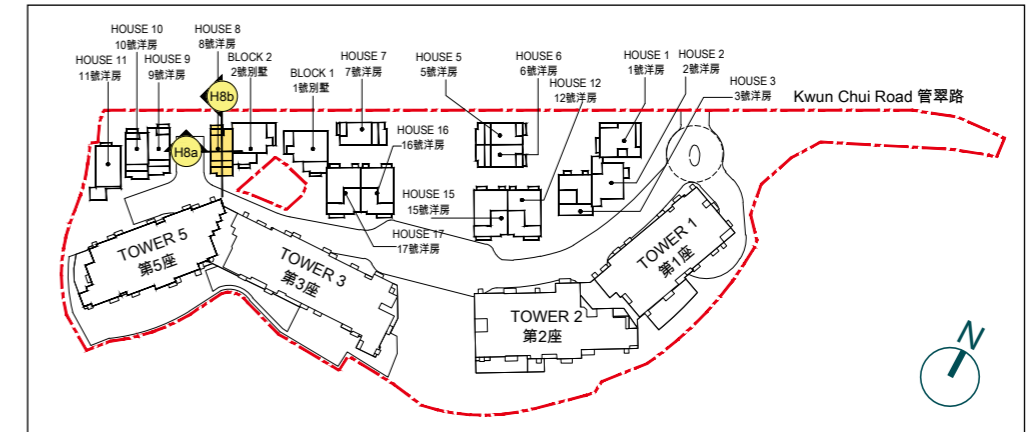 HOUSE 10
10號洋房
HOUSE 8
8號洋房
HOUSE 11
11號洋房
HOUSE 9
9號洋房
BLOCK 2
2號別墅
BLOCK 1
1號別墅
HOUSE 7
7號洋房
HOUSE 5
5號洋房
HOUSE 6
6號洋房
HOUSE 12
12號洋房
HOUSE 1
1號洋房
HOUSE 2
2號洋房
HOUSE 3
3號洋房
Kwun Chui Road 管翠路
H8b
H8a
HOUSE 16
16號洋房
HOUSE 15
15號洋房
HOUSE 17
17號洋房
TOWER 5
第5座
TOWER 3
第3座
TOWER 2
第2座
TOWER 1
第1座
N